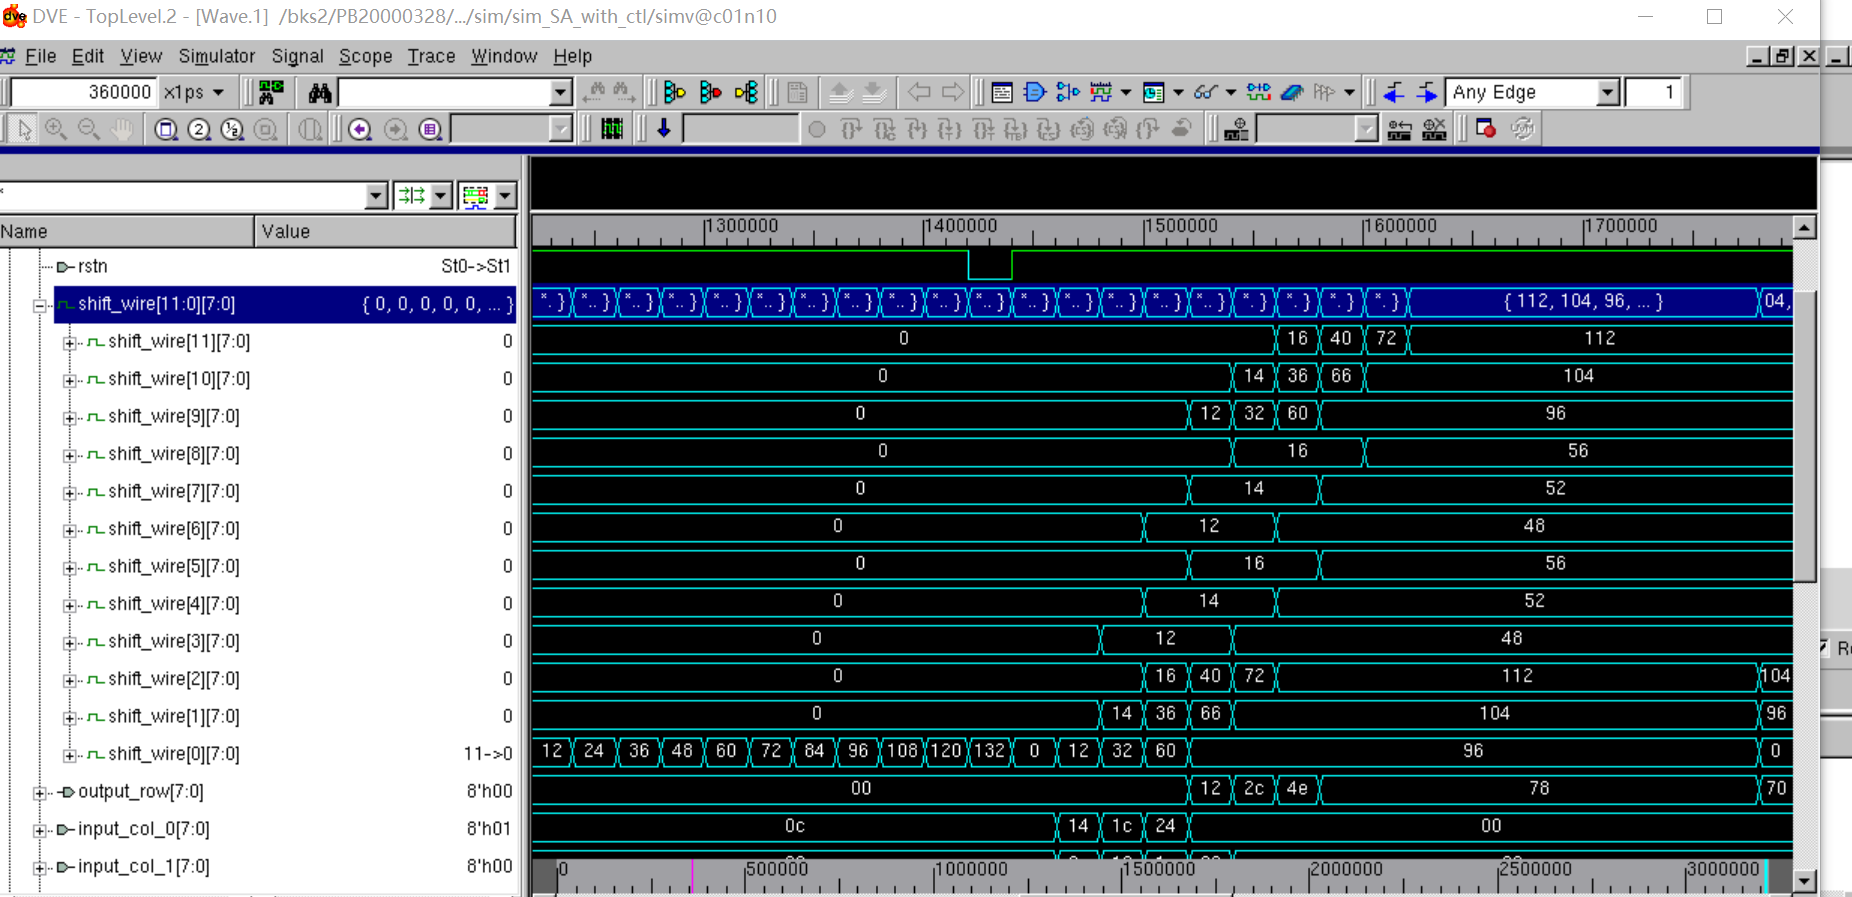 DVE - TopLevel.2 - [Wave.1] /bks2/PB20000328/.../sim/sim_SA_with_ctl/simv@c01n10
File Edit View Simulator Signal Scope Trace Window Help
360000 x1ps Any Edge 1
*
Name Value
1300000 1400000 1500000 1600000 1700000
rstn St0->St1
shift_wire[11:0][7:0] { 0, 0, 0, 0, 0, ... } *..} *..} *..} *..} *..} *..} *..} *..} *..} *..} *..} *..} *..} *..} *..} *..} *..} *..} *..} { 112, 104, 96, ... } 04,
shift_wire[11][7:0] 0 0 16 40 72 112
shift_wire[10][7:0] 0 0 14 36 66 104
shift_wire[9][7:0] 0 0 12 32 60 96
shift_wire[8][7:0] 0 0 16 56
shift_wire[7][7:0] 0 0 14 52
shift_wire[6][7:0] 0 0 12 48
shift_wire[5][7:0] 0 0 16 56
shift_wire[4][7:0] 0 0 14 52
shift_wire[3][7:0] 0 0 12 48
shift_wire[2][7:0] 0 0 16 40 72 112 104
shift_wire[1][7:0] 0 0 14 36 66 104 96
shift_wire[0][7:0] 11->0 12 24 36 48 60 72 84 96 108 120 132 0 12 32 60 96 0
output_row[7:0] 8'h00 00 12 2c 4e 78 70
input_col_0[7:0] 8'h01 0c 14 1c 24 00
input_col_1[7:0] 8'h00
0 500000 1000000 1500000 2000000 2500000 3000000